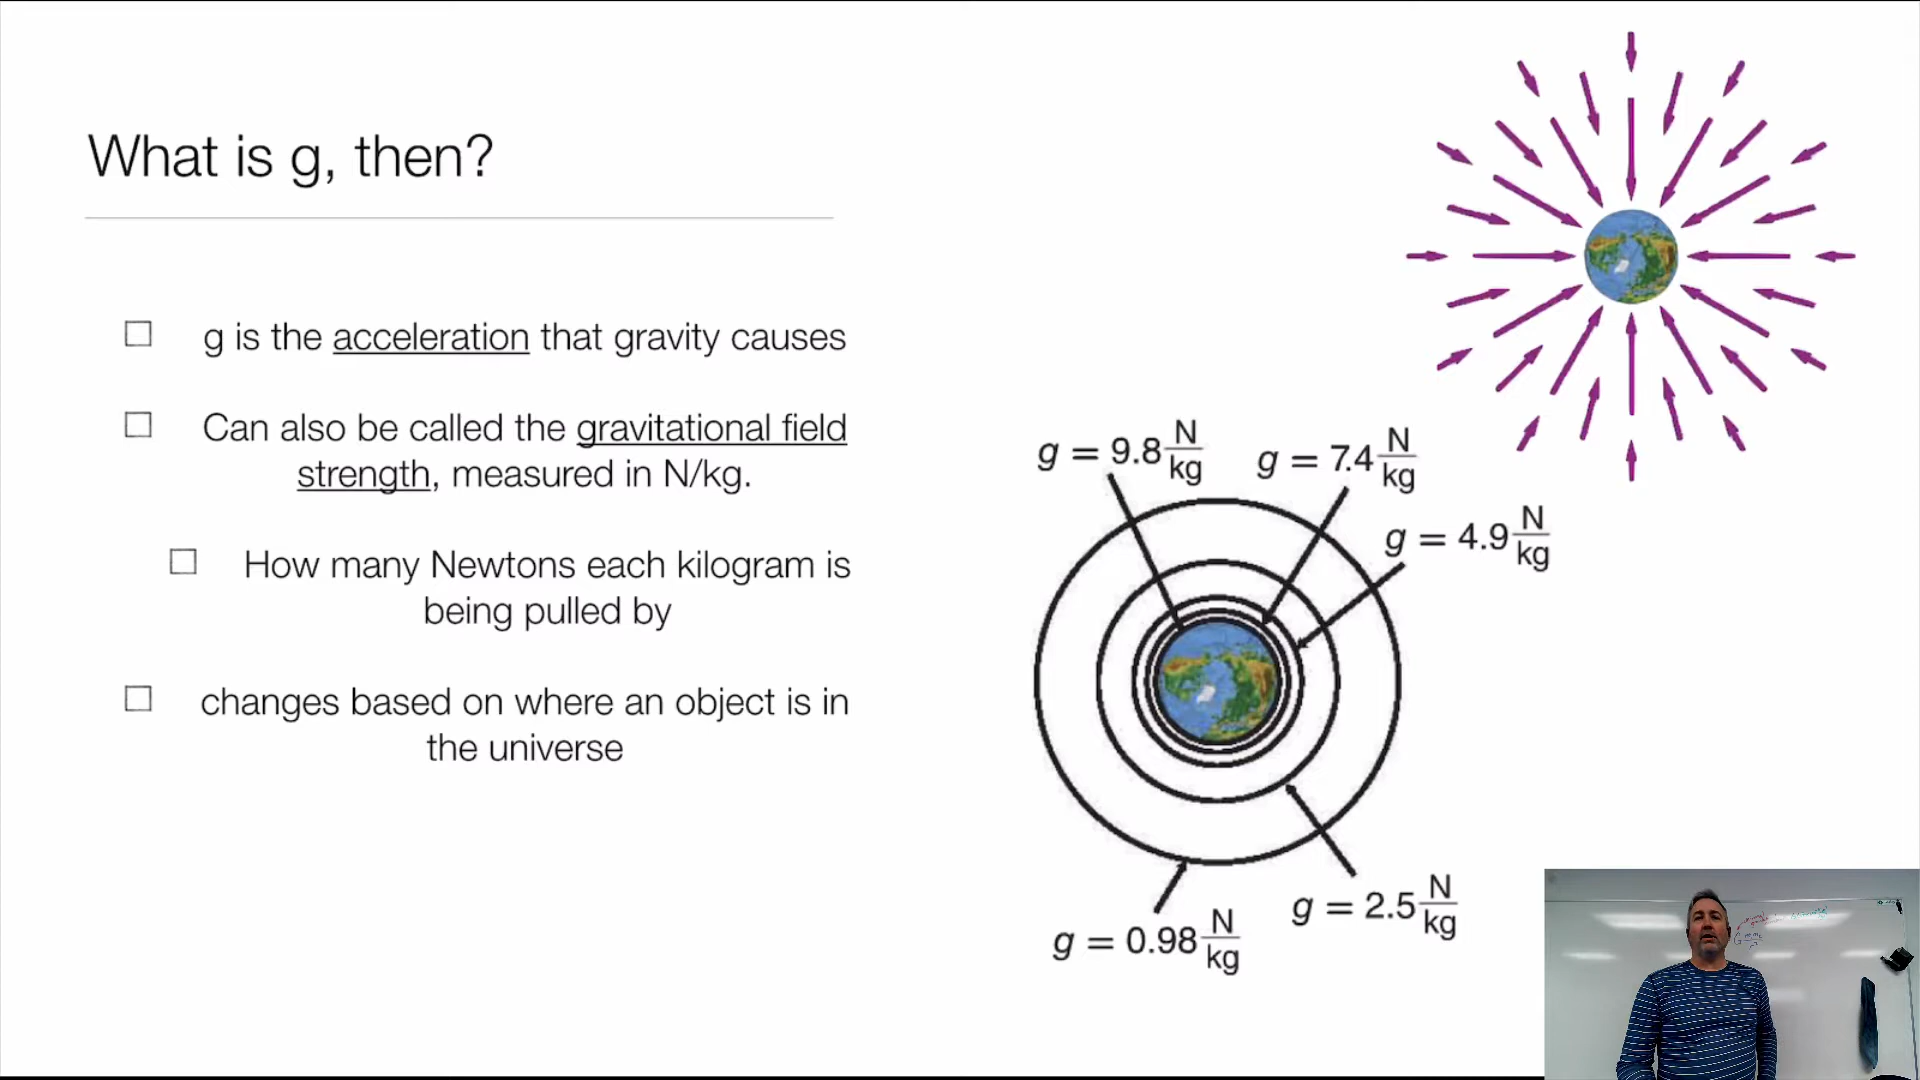 What is g, then?
g is the acceleration that gravity causes
Can also be called the gravitational field
strength, measured in N/kg.
How many Newtons each kilogram is
being pulled by
changes based on where an object is in
the universe
g = 9.8 N/kg
g = 7.4 N/kg
g = 4.9 N/kg
g = 2.5 N/kg
g = 0.98 N/kg